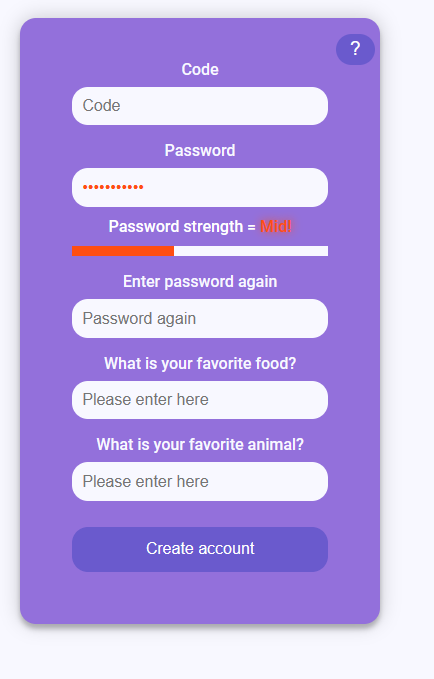 ?
Code
Code
Password
•••••••••••
Password strength = Mid!
Enter password again
Password again
What is your favorite food?
Please enter here
What is your favorite animal?
Please enter here
Create account